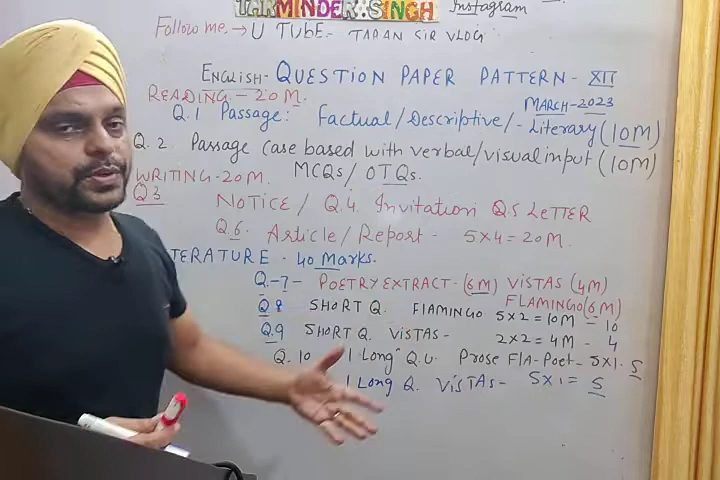 TARMINDER SINGH Instagram
Follow me → U TUBE- TARAN SIR VLOG
ENGLISH- QUESTION PAPER PATTERN - XII
READING - 20M. MARCH-2023
Q.1 Passage: Factual/Descriptive/- Literary (10M)
Q.2 Passage case based with verbal/visual input (10M)
WRITING-20M. MCQs/ OTQs.
Q3 NOTICE / Q.4. Invitation Q.5 LETTER
Q.6. Article/Report - 5x4=20M.
TERATURE - 40 Marks.
Q-7- POETRY EXTRACT-(6M) VISTAS (4M)
FLAMINGO(6M)
Q8 SHORT Q. FlAMINGO 5x2=10M - 10
Q.9 SHORT Q. VISTAS- 2x2=4M - 4
Q.10 1 Long Q. Prose FlA-Poet- 5x1. 5
1 Long Q. VISTAs- 5x1= 5